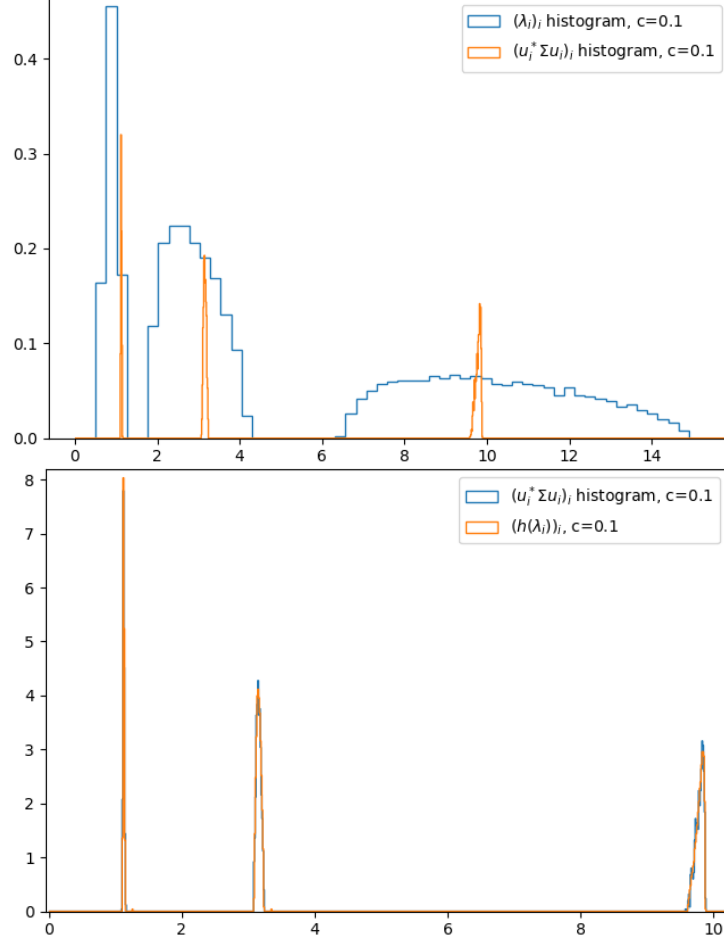 0.4
0.3
0.2
0.1
0.0
0 2 4 6 8 10 12 14
(λᵢ)ᵢ histogram, c=0.1
(uᵢ*Σuᵢ)ᵢ histogram, c=0.1
8
7
6
5
4
3
2
1
0
0 2 4 6 8 10
(uᵢ*Σuᵢ)ᵢ histogram, c=0.1
(h(λᵢ))ᵢ, c=0.1